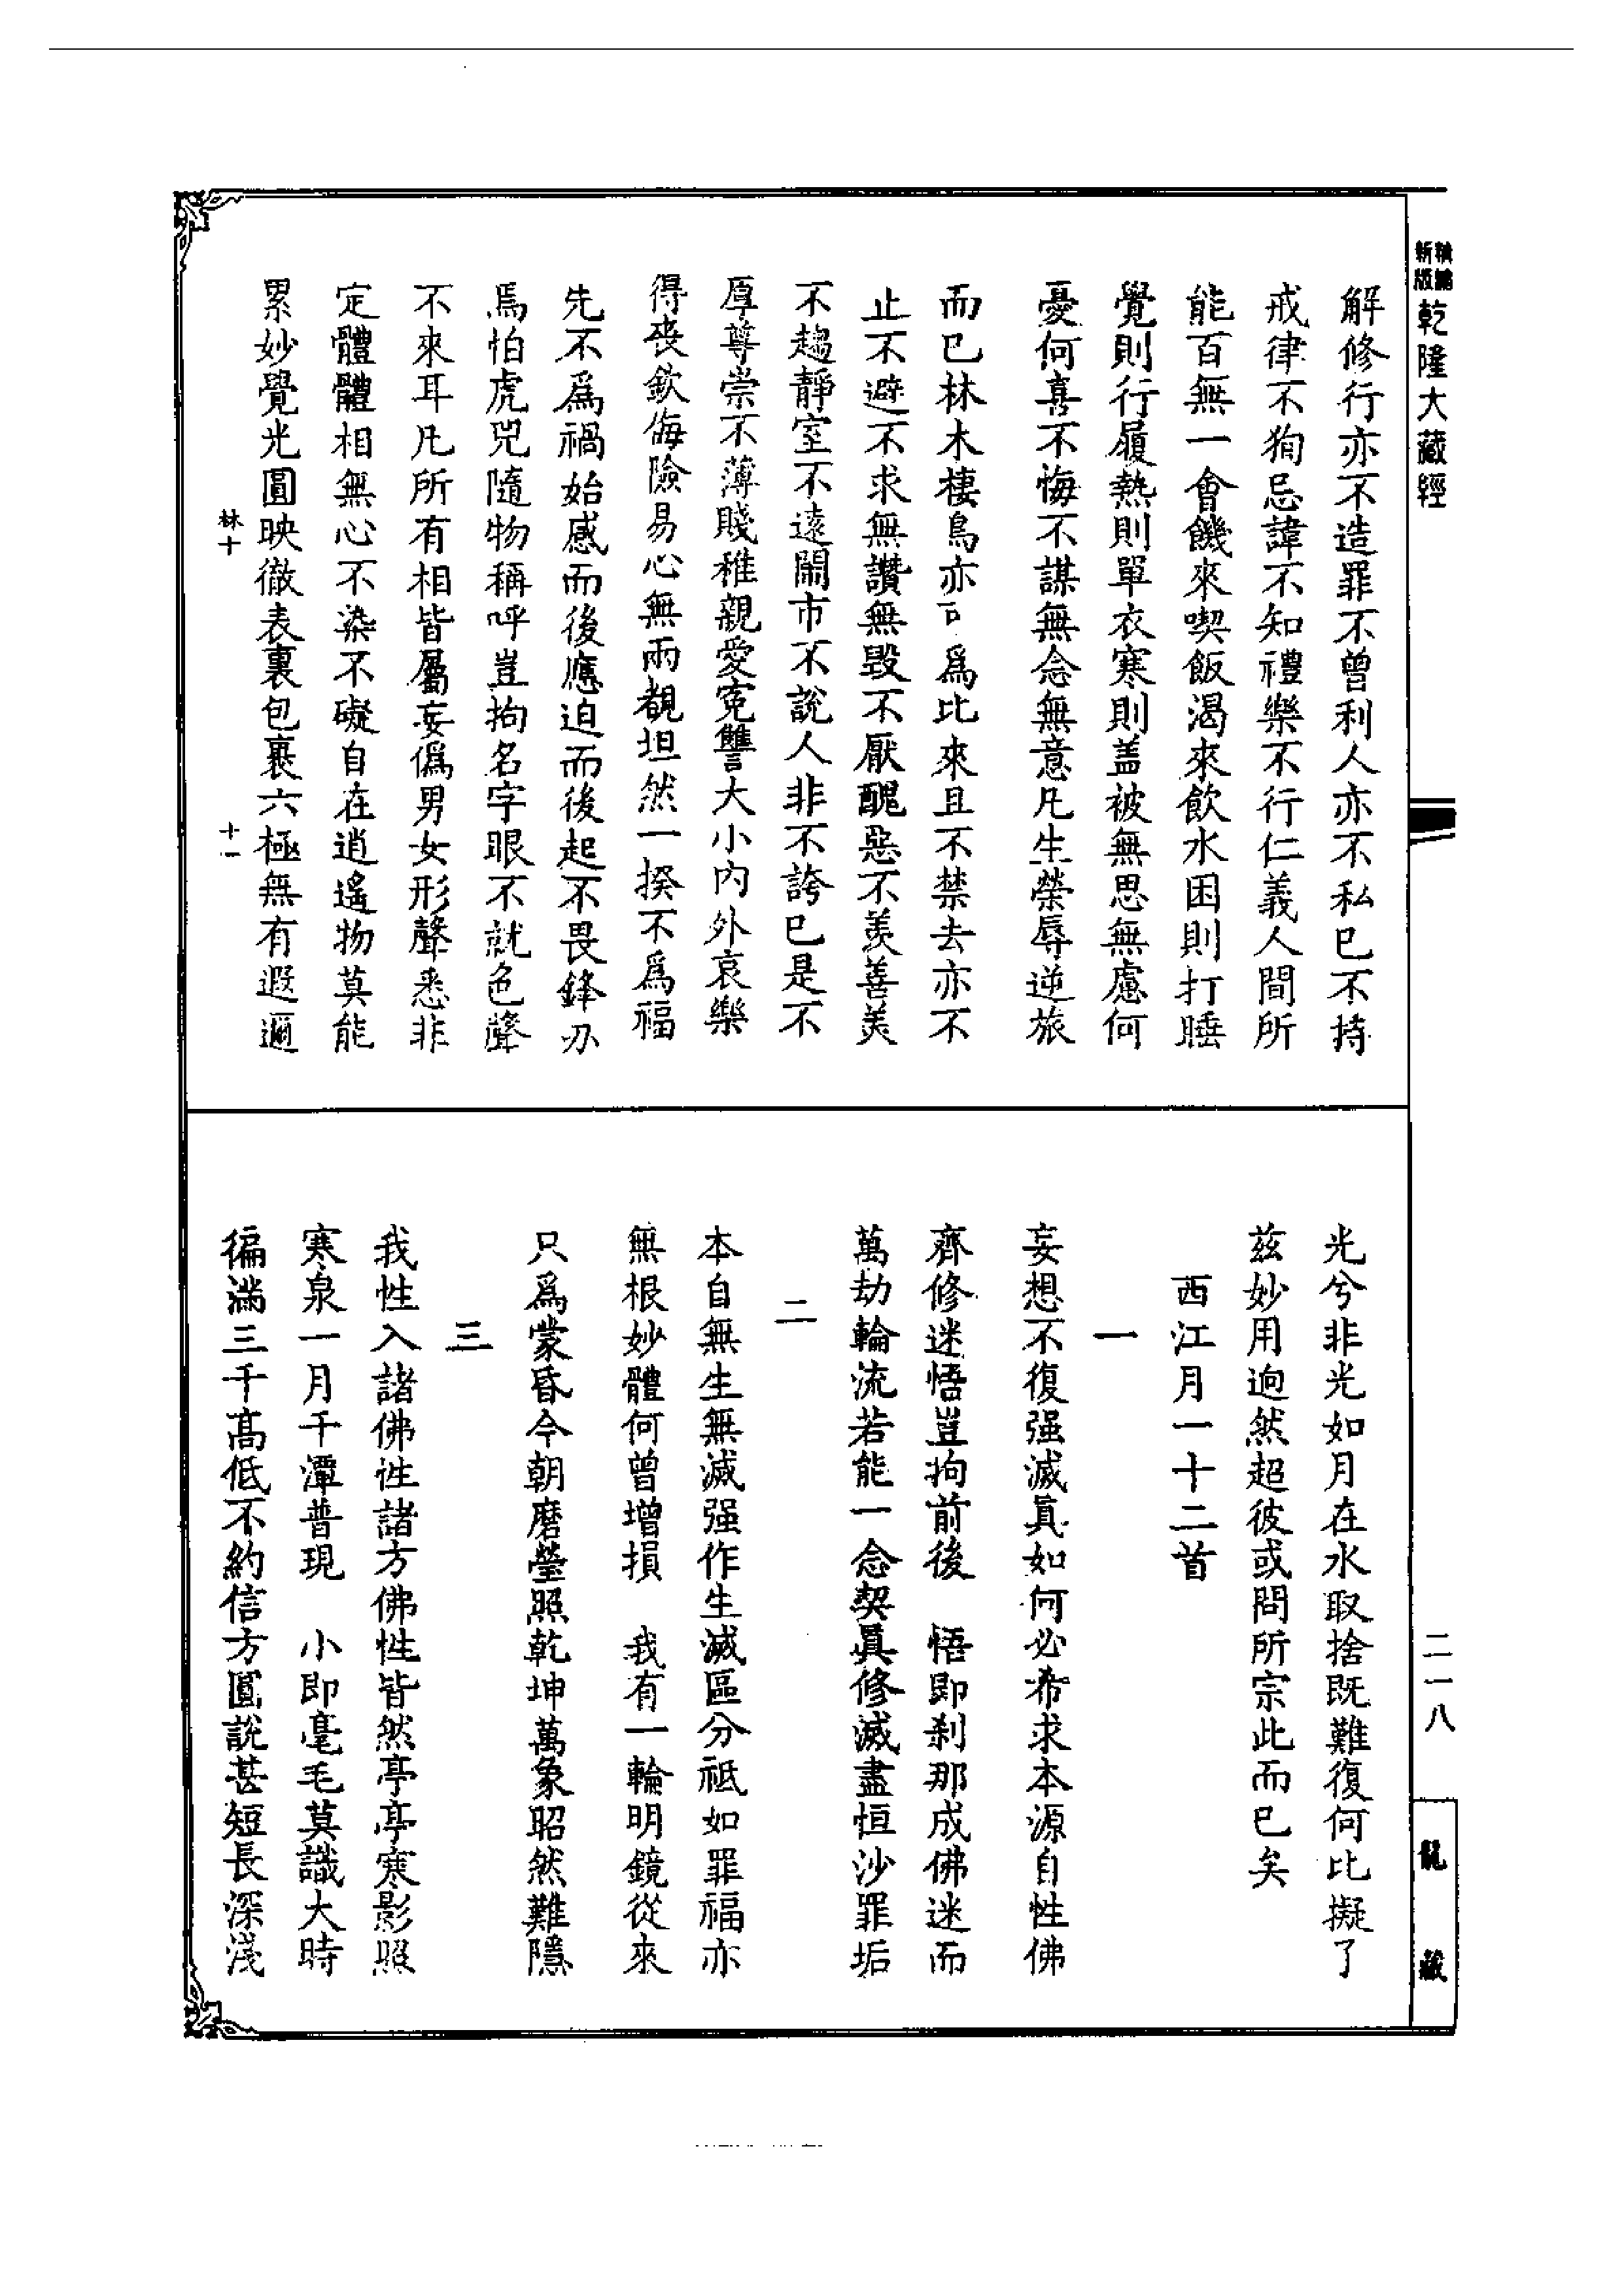 新編
新版
乾隆大藏經
解修行亦不造罪不曾利人亦不私己不持
戒律不狥忌諱不知禮樂不行仁義人間所
能百無一會饑來喫飯渴來飲水困則打睡
覺則行履熱則單衣寒則盖被無思無慮何
憂何喜不悔不謀無念無意凡生榮辱逆旅
而已林木棲鳥亦可爲比來且不禁去亦不
止不避不求無讚無毀不厭醜惡不羨善美
不趨靜室不遠閙市不說人非不誇己是不
厚尊崇不薄賤稚親愛寃讐大小內外哀樂
得喪欽侮險易心無兩覩坦然一揆不爲福
先不爲禍始感而後應迫而後起不畏鋒刃
焉怕虎兕隨物稱呼豈拘名字眼不就色聲
不來耳凡所有相皆屬妄僞男女形聲悉非
定體體相無心不染不礙自在逍遙物莫能
累妙覺光圓映徹表裏包裹六極無有遐邇
林十
十一
光兮非光如月在水取捨既難復何比擬了
茲妙用逈然超彼或問所宗此而已矣
西江月一十二首
一
妄想不復强滅真如何必希求本源自性佛
齊修迷悟豈拘前後　悟即刹那成佛迷而
萬劫輪流若能一念契眞修滅盡恒沙罪垢
二
本自無生無滅强作生滅區分祗如罪福亦
無根妙體何曾增損　我有一輪明鏡從來
只爲蒙昏今朝磨瑩照乾坤萬象昭然難隱
三
我性入諸佛性諸方佛性皆然亭亭寒影照
寒泉一月千潭普現　小即毫毛莫識大時
徧滿三千高低不約信方圓說甚短長深淺
二一八
龍藏